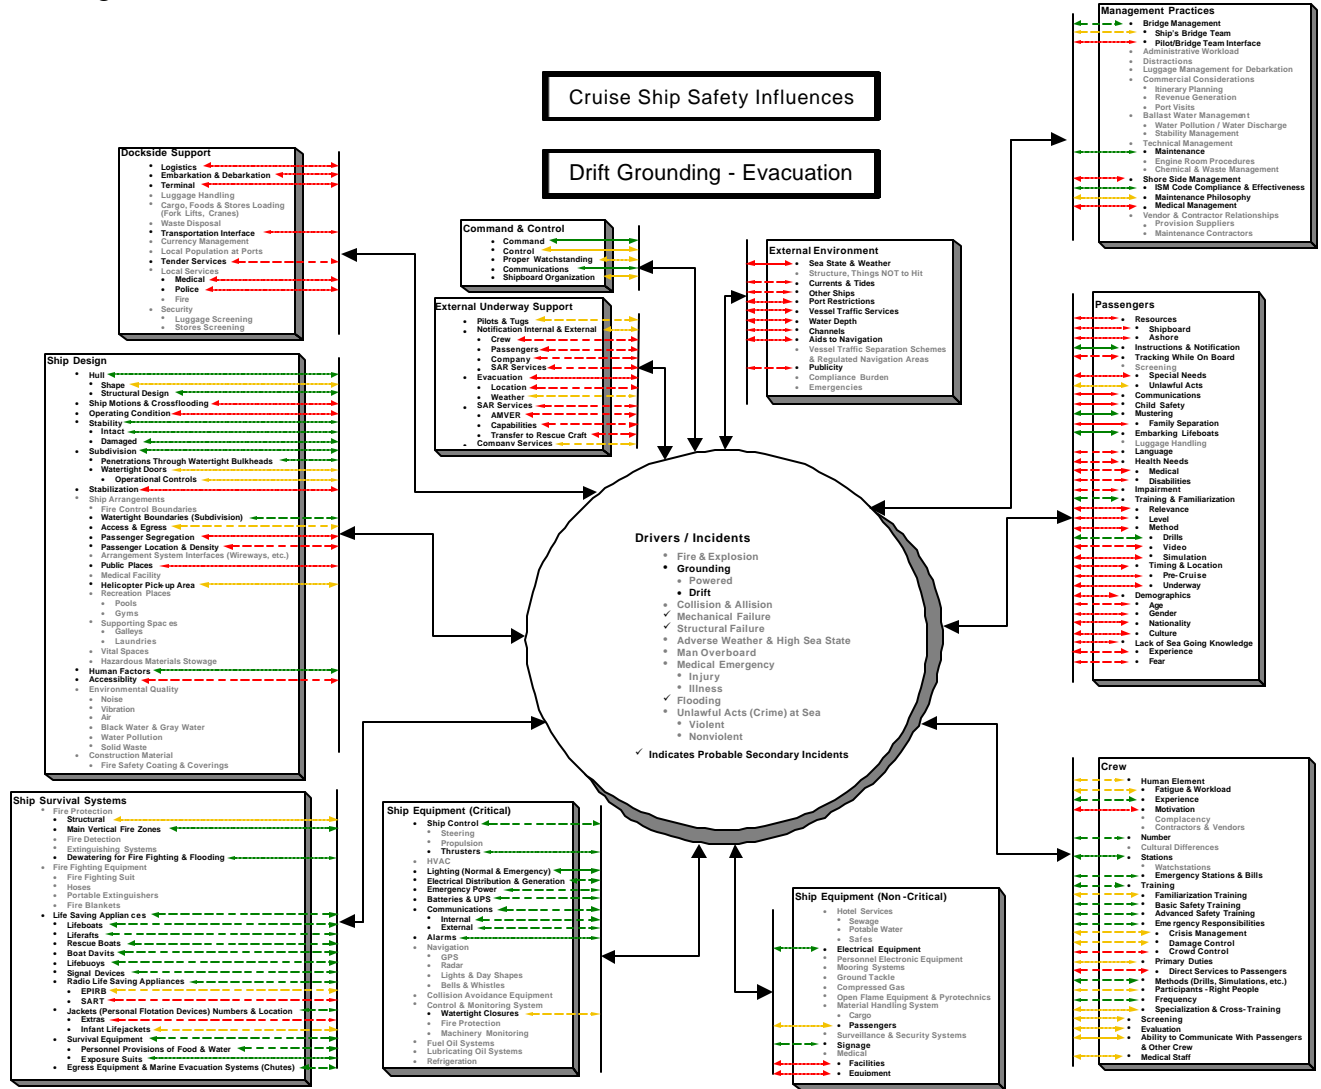 Cruise Ship Safety Influences
Drift Grounding - Evacuation
Dockside Support
Logistics
Embarkation & Debarkation
Terminal
Luggage Handling
Cargo, Foods & Stores Loading
(Fork Lifts, Cranes)
Waste Disposal
Transportation Interface
Currency Management
Local Population at Ports
Tender Services
Local Services
Medical
Police
Fire
Security
Luggage Screening
Stores Screening
Command & Control
Command
Control
Proper Watchstanding
Communications
Shipboard Organization
External Underway Support
Pilots & Tugs
Notification Internal & External
Crew
Passengers
Company
SAR Services
Evacuation
Location
Weather
SAR Services
AMVER
Capabilities
Transfer to Rescue Craft
Company Services
External Environment
Sea State & Weather
Structure, Things NOT to Hit
Currents & Tides
Other Ships
Port Restrictions
Vessel Traffic Services
Water Depth
Channels
Aids to Navigation
Vessel Traffic Separation Schemes
& Regulated Navigation Areas
Publicity
Compliance Burden
Emergencies
Management Practices
Bridge Management
Ship's Bridge Team
Pilot/Bridge Team Interface
Administrative Workload
Distractions
Luggage Management for Debarkation
Commercial Considerations
Itinerary Planning
Revenue Generation
Port Visits
Ballast Water Management
Water Pollution / Water Discharge
Stability Management
Technical Management
Maintenance
Engine Room Procedures
Chemical & Waste Management
Shore Side Management
ISM Code Compliance & Effectiveness
Maintenance Philosophy
Medical Management
Vendor & Contractor Relationships
Provision Suppliers
Maintenance Contractors
Ship Design
Hull
Shape
Structural Design
Ship Motions & Crossflooding
Operating Condition
Stability
Intact
Damaged
Subdivision
Penetrations Through Watertight Bulkheads
Watertight Doors
Operational Controls
Stabilization
Ship Arrangements
Fire Control Boundaries
Watertight Boundaries (Subdivision)
Access & Egress
Passenger Segregation
Passenger Location & Density
Arrangement System Interfaces (Wireways, etc.)
Public Places
Medical Facility
Helicopter Pick-up Area
Recreation Places
Pools
Gyms
Supporting Spaces
Galleys
Laundries
Vital Spaces
Hazardous Materials Stowage
Human Factors
Accessiblity
Environmental Quality
Noise
Vibration
Air
Black Water & Gray Water
Water Pollution
Solid Waste
Construction Material
Fire Safety Coating & Coverings
Drivers / Incidents
Fire & Explosion
Grounding
Powered
Drift
Collision & Allision
✓ Mechanical Failure
✓ Structural Failure
Adverse Weather & High Sea State
Man Overboard
Medical Emergency
Injury
Illness
✓ Flooding
Unlawful Acts (Crime) at Sea
Violent
Nonviolent
✓ Indicates Probable Secondary Incidents
Passengers
Resources
Shipboard
Ashore
Instructions & Notification
Tracking While On Board
Screening
Special Needs
Unlawful Acts
Communications
Child Safety
Mustering
Family Separation
Embarking Lifeboats
Luggage Handling
Language
Health Needs
Medical
Disabilities
Impairment
Training & Familiarization
Relevance
Level
Method
Drills
Video
Simulation
Timing & Location
Pre-Cruise
Underway
Demographics
Age
Gender
Nationality
Culture
Lack of Sea Going Knowledge
Experience
Fear
Ship Survival Systems
Fire Protection
Structural
Main Vertical Fire Zones
Fire Detection
Extinguishing Systems
Dewatering for Fire Fighting & Flooding
Fire Fighting Equipment
Fire Fighting Suit
Hoses
Portable Extinguishers
Fire Blankets
Life Saving Appliances
Lifeboats
Liferafts
Rescue Boats
Boat Davits
Lifebuoys
Signal Devices
Radio Life Saving Appliances
EPIRB
SART
Jackets (Personal Flotation Devices) Numbers & Location
Extras
Infant Lifejackets
Survival Equipment
Personnel Provisions of Food & Water
Exposure Suits
Egress Equipment & Marine Evacuation Systems (Chutes)
Ship Equipment (Critical)
Ship Control
Steering
Propulsion
Thrusters
HVAC
Lighting (Normal & Emergency)
Electrical Distribution & Generation
Emergency Power
Batteries & UPS
Communications
Internal
External
Alarms
Navigation
GPS
Radar
Lights & Day Shapes
Bells & Whistles
Collision Avoidance Equipment
Control & Monitoring System
Watertight Closures
Fire Protection
Machinery Monitoring
Fuel Oil Systems
Lubricating Oil Systems
Refrigeration
Ship Equipment (Non-Critical)
Hotel Services
Sewage
Potable Water
Safes
Electrical Equipment
Personnel Electronic Equipment
Mooring Systems
Ground Tackle
Compressed Gas
Open Flame Equipment & Pyrotechnics
Material Handling System
Cargo
Passengers
Surveillance & Security Systems
Signage
Medical
Facilities
Equipment
Crew
Human Element
Fatigue & Workload
Experience
Motivation
Complacency
Contractors & Vendors
Number
Cultural Differences
Stations
Watchstations
Emergency Stations & Bills
Training
Familiarization Training
Basic Safety Training
Advanced Safety Training
Emergency Responsibilities
Crisis Management
Damage Control
Crowd Control
Primary Duties
Direct Services to Passengers
Methods (Drills, Simulations, etc.)
Participants - Right People
Frequency
Specialization & Cross-Training
Screening
Evaluation
Ability to Communicate With Passengers
& Other Crew
Medical Staff